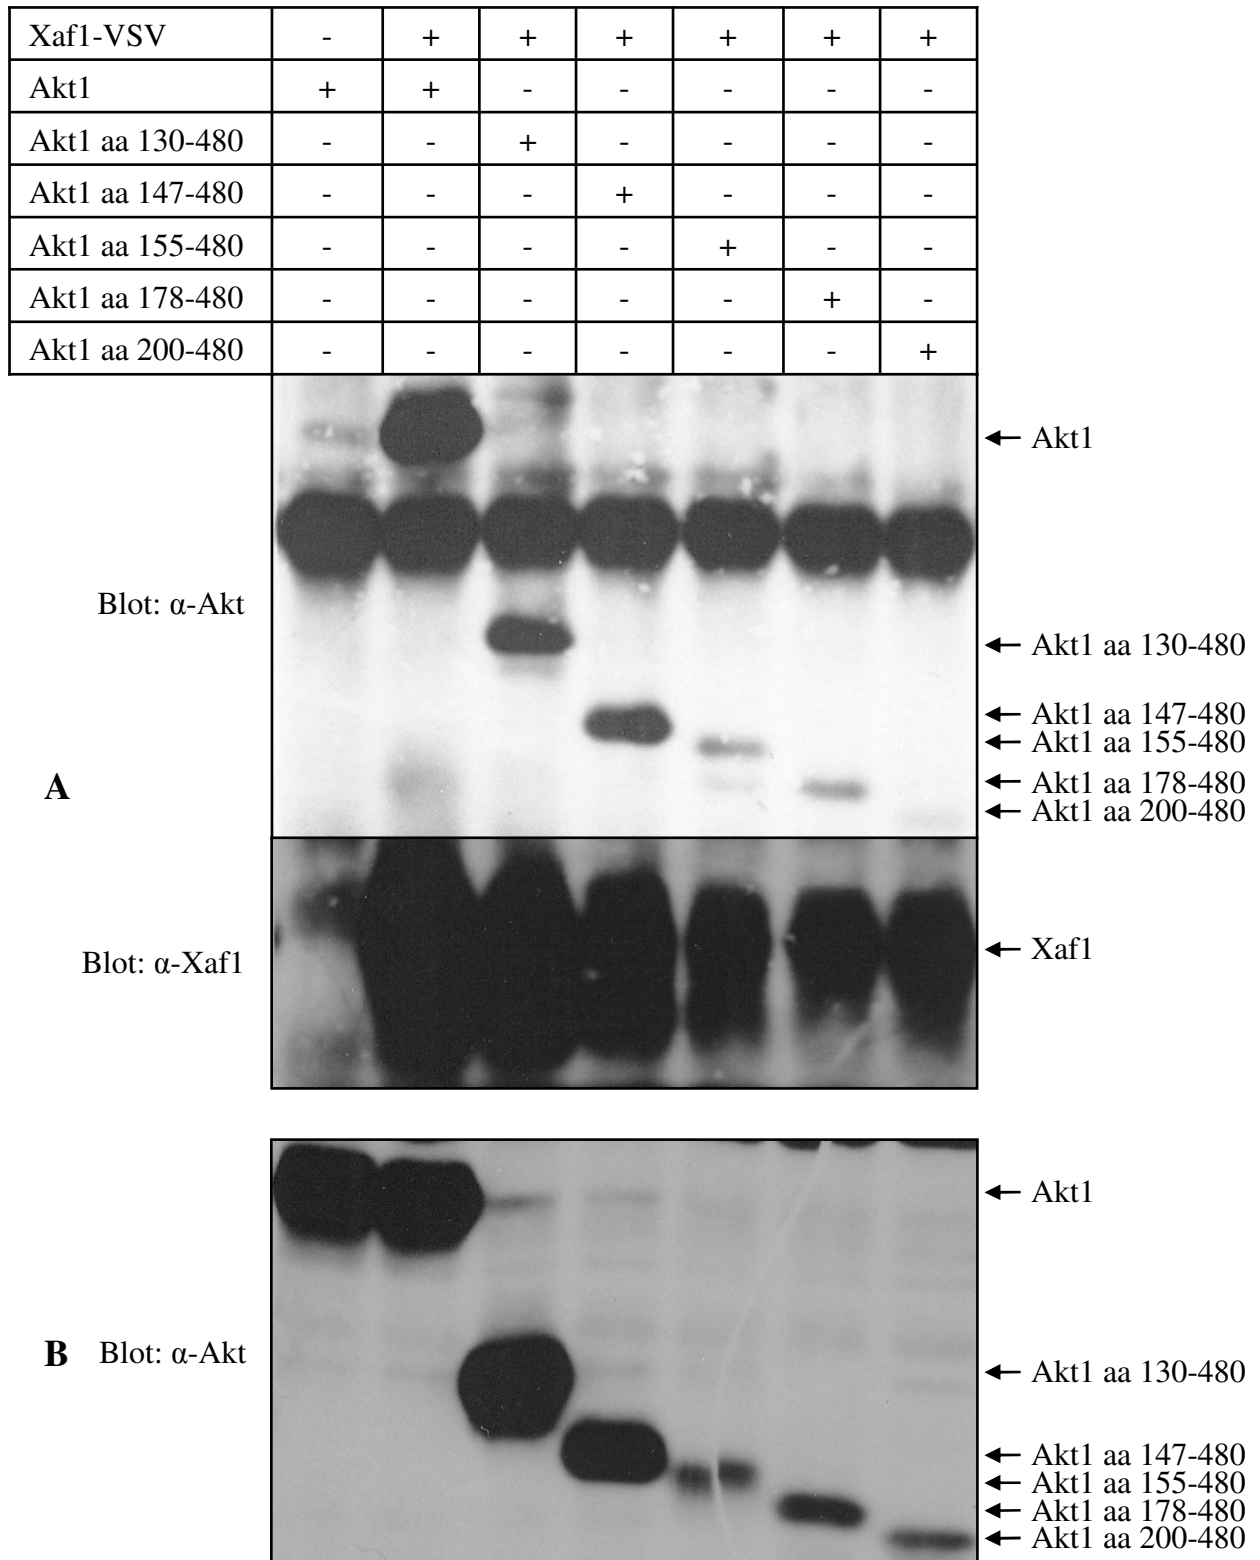 Xaf1-VSV - + + + + + +
Akt1 + + - - - - -
Akt1 aa 130-480 - - + - - - -
Akt1 aa 147-480 - - - + - - -
Akt1 aa 155-480 - - - - + - -
Akt1 aa 178-480 - - - - - + -
Akt1 aa 200-480 - - - - - - +
Akt1
Blot: α-Akt
Akt1 aa 130-480
Akt1 aa 147-480
Akt1 aa 155-480
A
Akt1 aa 178-480
Akt1 aa 200-480
Blot: α-Xaf1
Xaf1
Akt1
B Blot: α-Akt
Akt1 aa 130-480
Akt1 aa 147-480
Akt1 aa 155-480
Akt1 aa 178-480
Akt1 aa 200-480